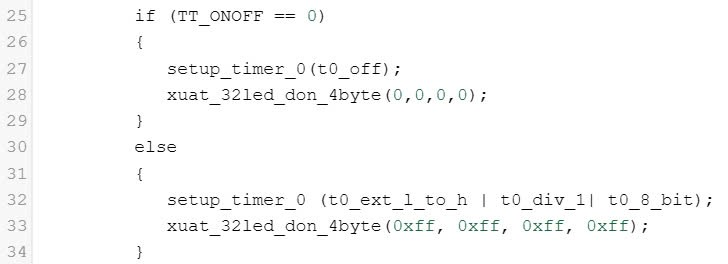 25 if (TT_ONOFF == 0)
26 {
27 setup_timer_0(t0_off);
28 xuat_32led_don_4byte(0,0,0,0);
29 }
30 else
31 {
32 setup_timer_0 (t0_ext_l_to_h | t0_div_1| t0_8_bit);
33 xuat_32led_don_4byte(0xff, 0xff, 0xff, 0xff);
34 }